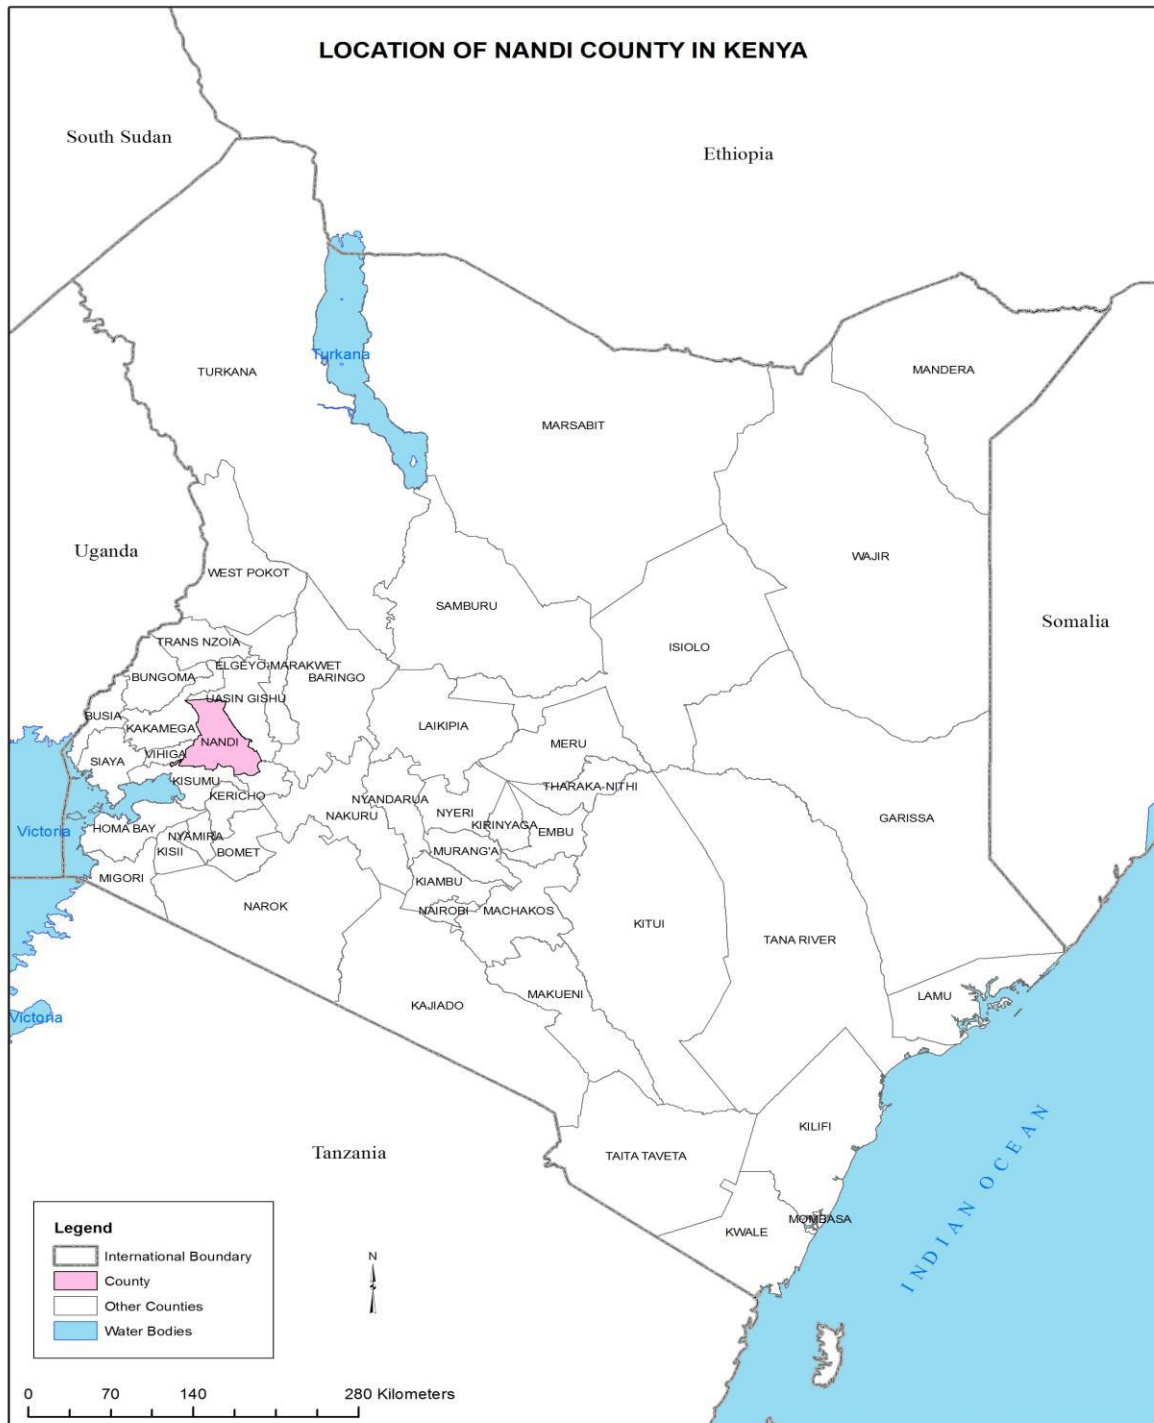 LOCATION OF NANDI COUNTY IN KENYA
South Sudan
Ethiopia
Turkana
TURKANA
MANDERA
MARSABIT
Uganda
WAJIR
WEST POKOT
SAMBURU
Somalia
TRANS NZOIA
ISIOLO
ELGEYO-MARAKWET
BUNGOMA
BARINGO
UASIN GISHU
BUSIA
KAKAMEGA
LAIKIPIA
NANDI
MERU
VIHIGA
SIAYA
KISUMU
THARAKA-NITHI
KERICHO
NYANDARUA
NYERI
NAKURU
GARISSA
KIRINYAGA
Victoria
HOMA BAY
NYAMIRA
EMBU
KISII
BOMET
MURANG'A
MIGORI
KIAMBU
NAROK
NAIROBI
MACHAKOS
KITUI
TANA RIVER
MAKUENI
LAMU
KAJIADO
Victoria
KILIFI
Tanzania
TAITA TAVETA
INDIAN OCEAN
MOMBASA
KWALE
Legend
International Boundary
County
Other Counties
Water Bodies
N
0 70 140 280 Kilometers